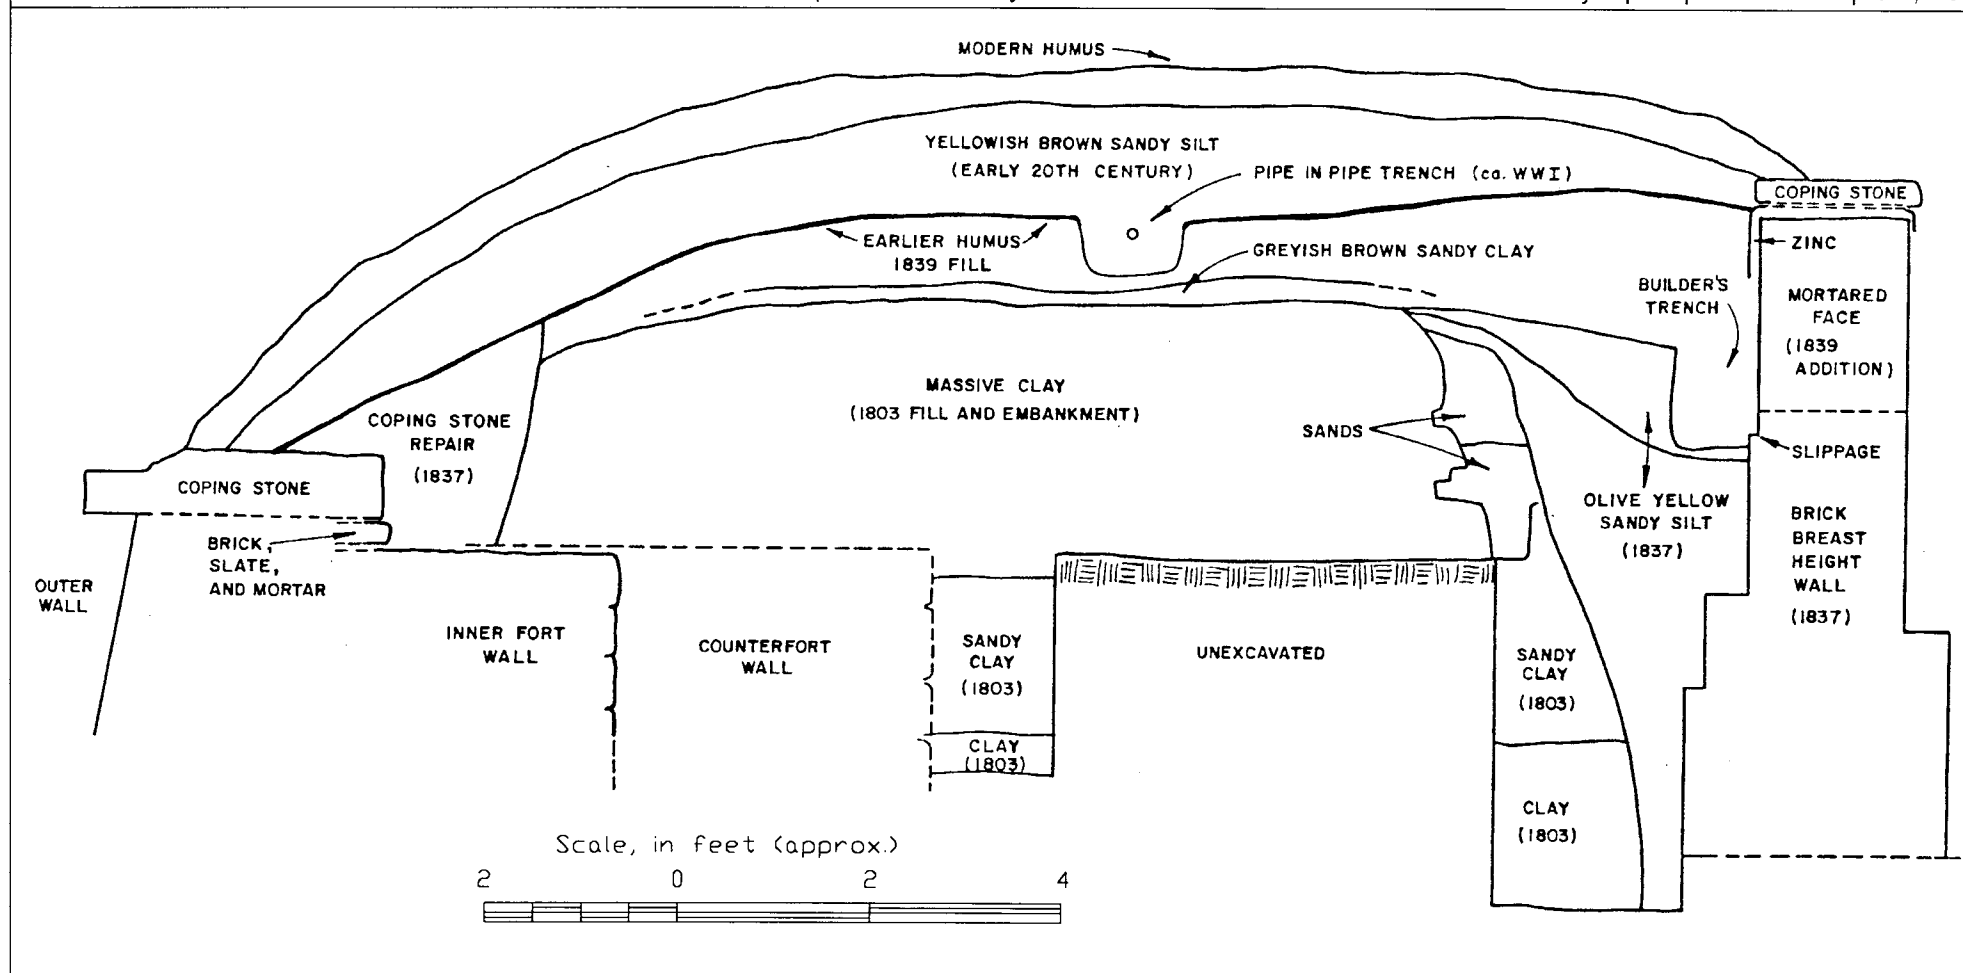 MODERN HUMUS
YELLOWISH BROWN SANDY SILT
(EARLY 20TH CENTURY)
PIPE IN PIPE TRENCH (ca. WWI)
COPING STONE
EARLIER HUMUS
1839 FILL
GREYISH BROWN SANDY CLAY
ZINC
BUILDER'S
TRENCH
MORTARED
FACE
(1839
ADDITION)
MASSIVE CLAY
(1803 FILL AND EMBANKMENT)
COPING STONE
REPAIR
(1837)
SANDS
SLIPPAGE
COPING STONE
OLIVE YELLOW
SANDY SILT
(1837)
BRICK
BREAST
HEIGHT
WALL
(1837)
BRICK,
SLATE,
AND MORTAR
OUTER
WALL
INNER FORT
WALL
COUNTERFORT
WALL
SANDY
CLAY
(1803)
UNEXCAVATED
SANDY
CLAY
(1803)
CLAY
(1803)
CLAY
(1803)
Scale, in feet (approx.)
2 0 2 4